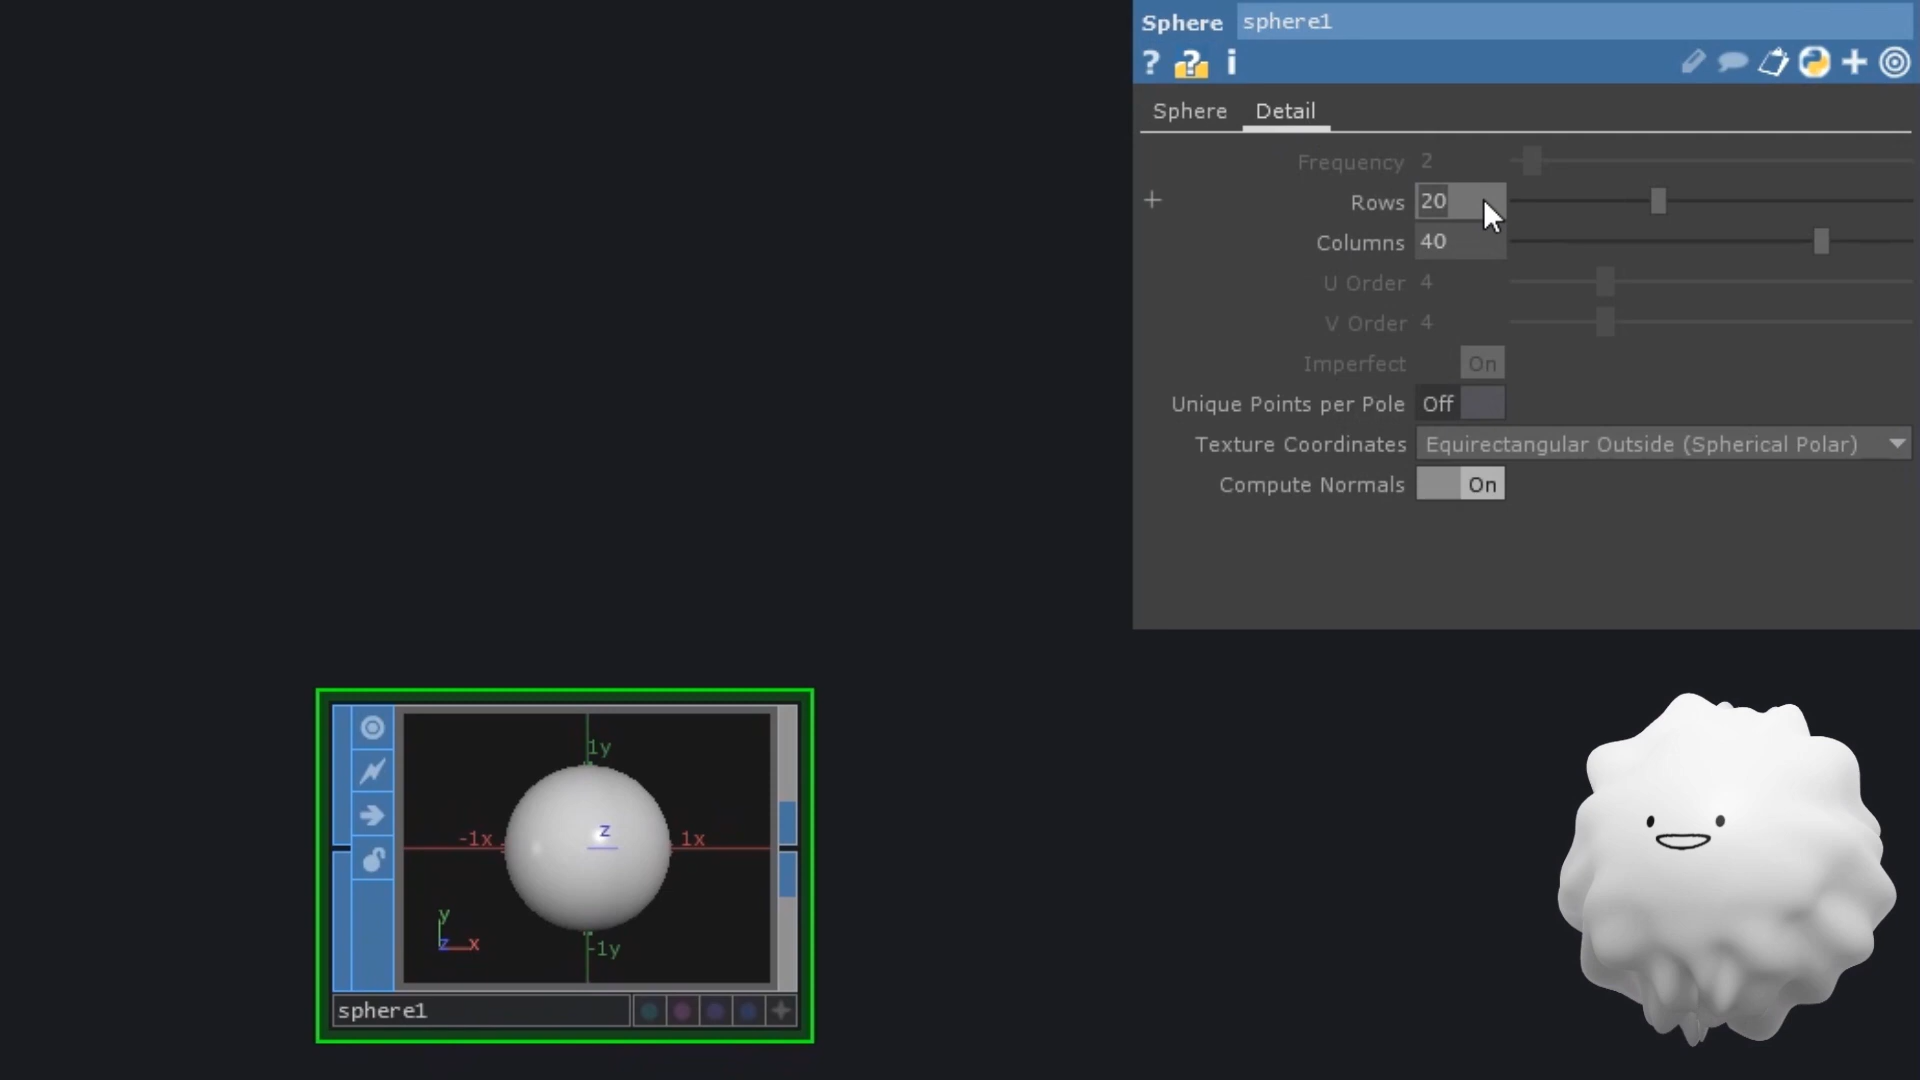 Sphere sphere1
? ? i
Sphere Detail
Frequency 2
+ Rows 20
Columns 40
U Order 4
V Order 4
Imperfect On
Unique Points per Pole Off
Texture Coordinates Equirectangular Outside (Spherical Polar)
Compute Normals On
1y
z
-1x 1x
y
z x
-1y
sphere1